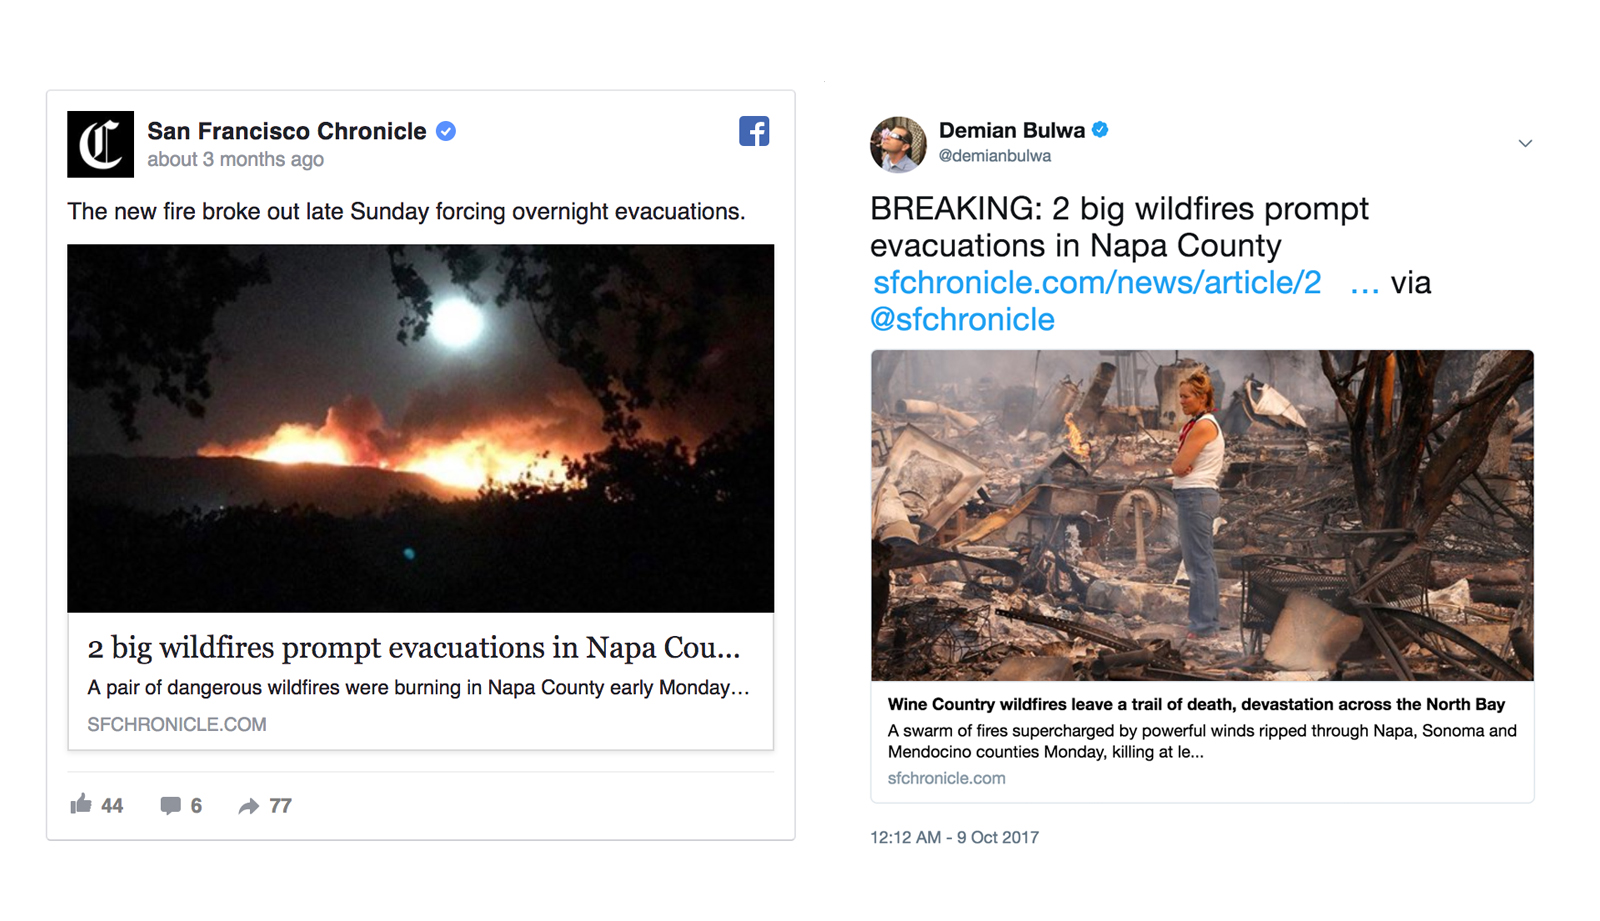 San Francisco Chronicle
about 3 months ago
The new fire broke out late Sunday forcing overnight evacuations.
2 big wildfires prompt evacuations in Napa Cou...
A pair of dangerous wildfires were burning in Napa County early Monday...
SFCHRONICLE.COM
44 6 77
Demian Bulwa
@demianbulwa
BREAKING: 2 big wildfires prompt
evacuations in Napa County
sfchronicle.com/news/article/2 ... via
@sfchronicle
Wine Country wildfires leave a trail of death, devastation across the North Bay
A swarm of fires supercharged by powerful winds ripped through Napa, Sonoma and
Mendocino counties Monday, killing at le...
sfchronicle.com
12:12 AM - 9 Oct 2017